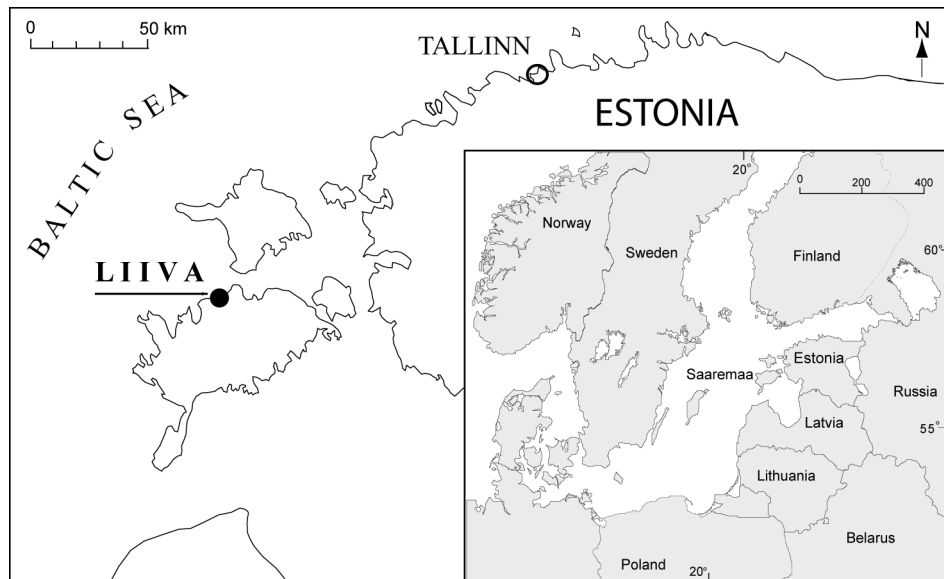 0 50 km
TALLINN
N
BALTIC SEA
ESTONIA
LIIVA
20°
0 200 400
Norway
Sweden
Finland
60°
Estonia
Saaremaa
Russia
Latvia
55°
Lithuania
Belarus
Poland
20°